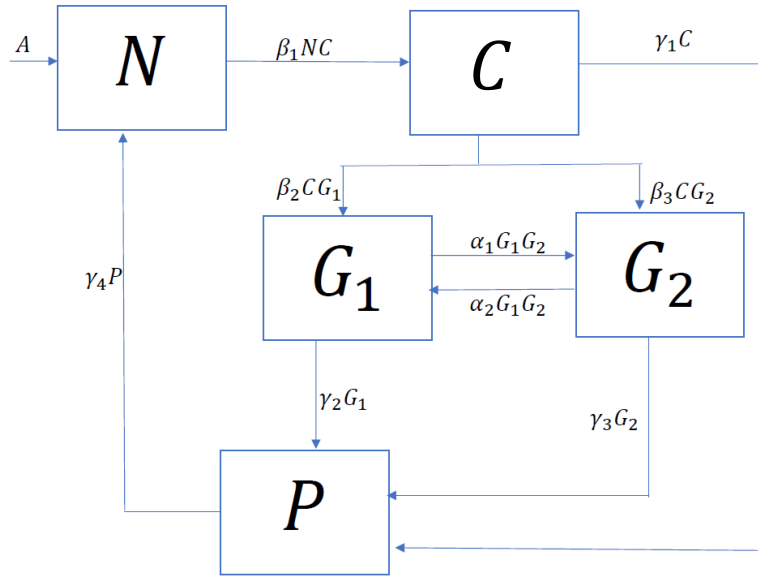 A
N
β₁NC
C
γ₁C
β₂CG₁
β₃CG₂
G₁
α₁G₁G₂
α₂G₁G₂
G₂
γ₄P
γ₂G₁
γ₃G₂
P